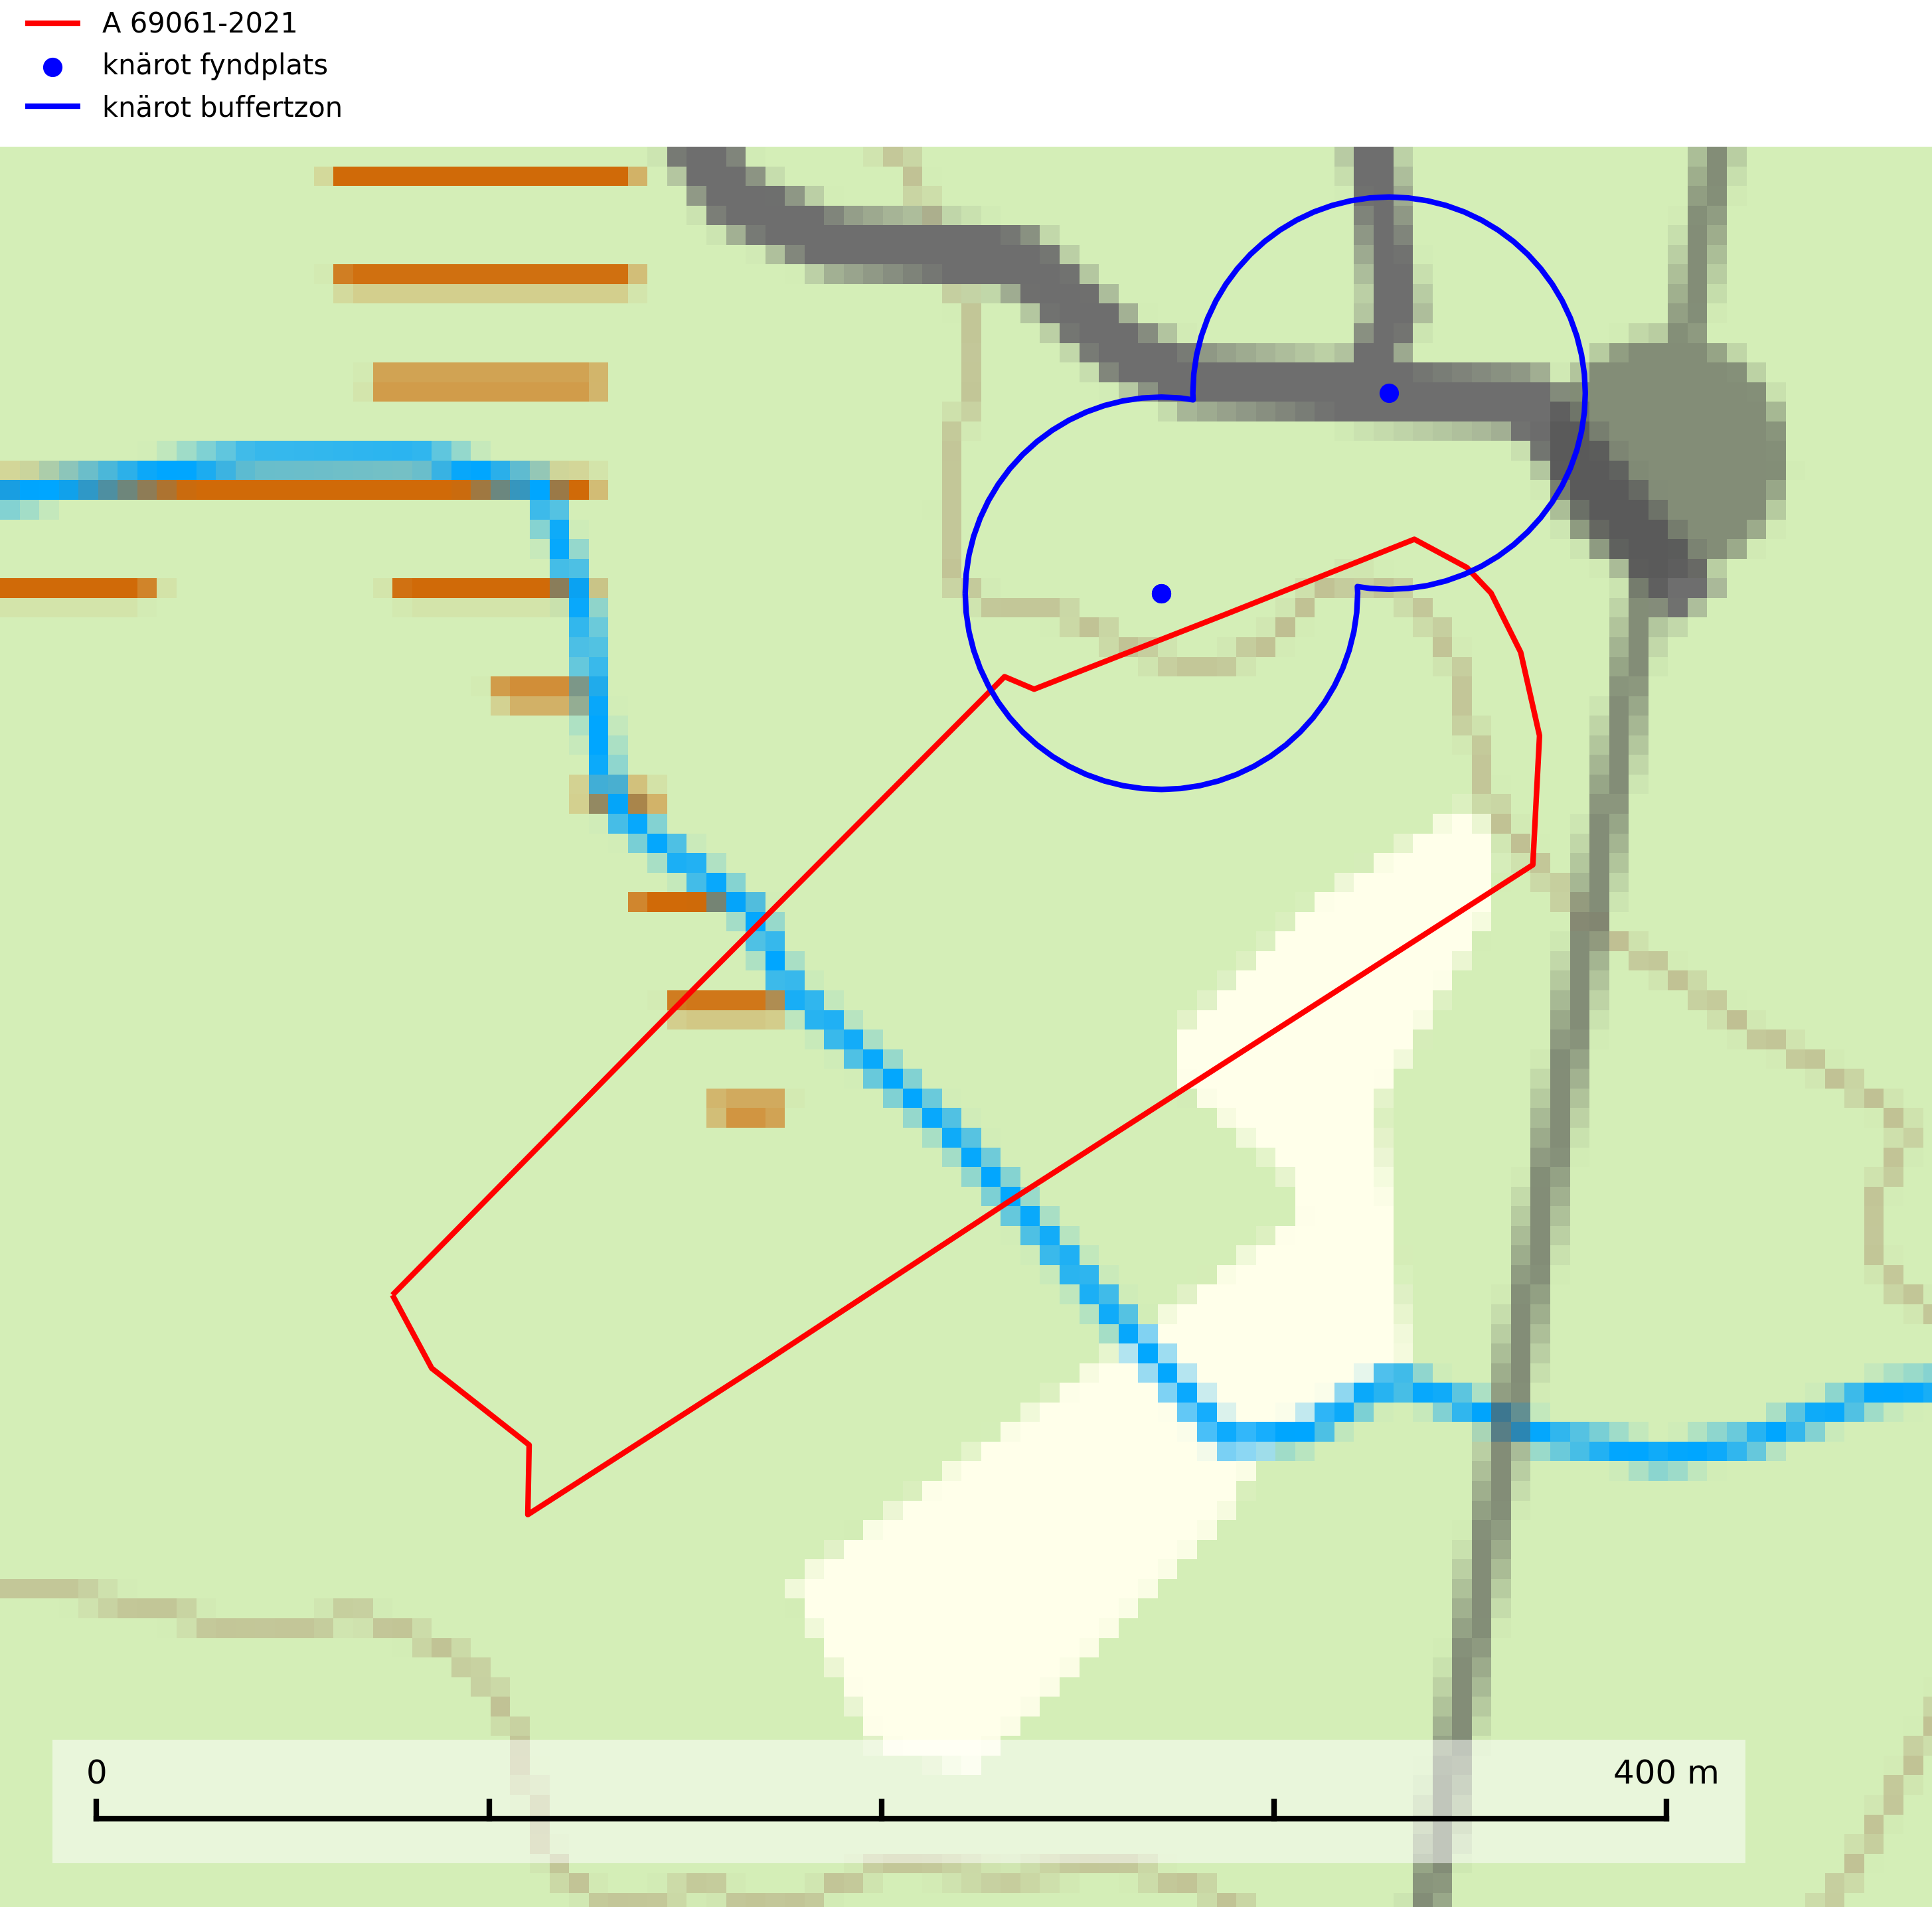 A 69061-2021
knärot fyndplats
knärot buffertzon
0
400 m